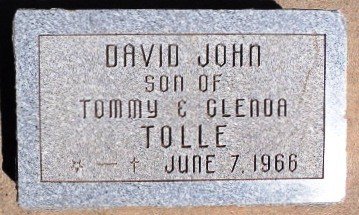 DAVID JOHN
SON OF
TOMMY & GLENDA
TOLLE
* – † JUNE 7, 1966